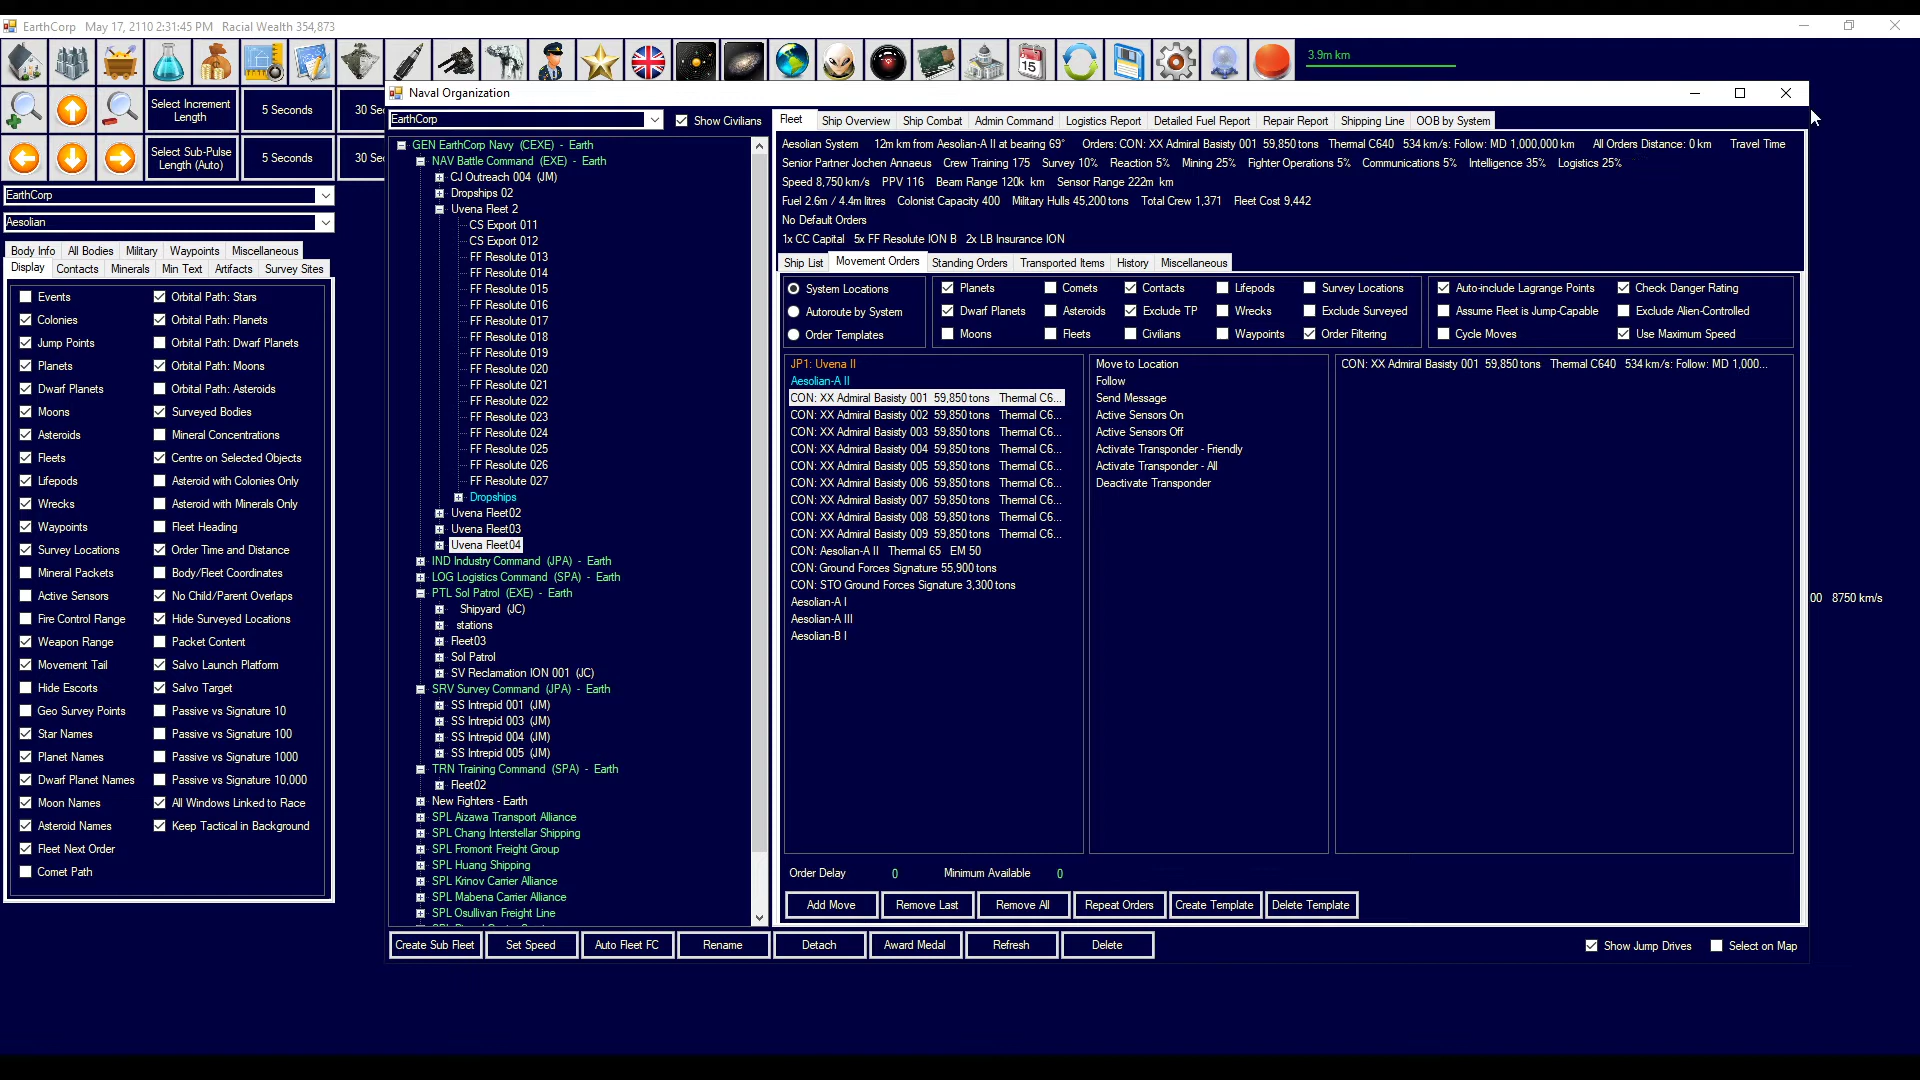 EarthCorp May 17, 2110 2:31:45 PM Racial Wealth 354,873
15
3.9m km
Select Increment Length
5 Seconds
30 Sec
Select Sub-Pulse Length (Auto)
5 Seconds
30 Sec
EarthCorp
Aesolian
Body Info All Bodies Military Waypoints Miscellaneous
Display Contacts Minerals Min Text Artifacts Survey Sites
Events Orbital Path: Stars
Colonies Orbital Path: Planets
Jump Points Orbital Path: Dwarf Planets
Planets Orbital Path: Moons
Dwarf Planets Orbital Path: Asteroids
Moons Surveyed Bodies
Asteroids Mineral Concentrations
Fleets Centre on Selected Objects
Lifepods Asteroid with Colonies Only
Wrecks Asteroid with Minerals Only
Waypoints Fleet Heading
Survey Locations Order Time and Distance
Mineral Packets Body/Fleet Coordinates
Active Sensors No Child/Parent Overlaps
Fire Control Range Hide Surveyed Locations
Weapon Range Packet Content
Movement Tail Salvo Launch Platform
Hide Escorts Salvo Target
Geo Survey Points Passive vs Signature 10
Star Names Passive vs Signature 100
Planet Names Passive vs Signature 1000
Dwarf Planet Names Passive vs Signature 10,000
Moon Names All Windows Linked to Race
Asteroid Names Keep Tactical in Background
Fleet Next Order
Comet Path
Naval Organization
EarthCorp Show Civilians
GEN EarthCorp Navy (CEXE) - Earth
NAV Battle Command (EXE) - Earth
CJ Outreach 004 (JM)
Dropships 02
Uvena Fleet 2
CS Export 011
CS Export 012
FF Resolute 013
FF Resolute 014
FF Resolute 015
FF Resolute 016
FF Resolute 017
FF Resolute 018
FF Resolute 019
FF Resolute 020
FF Resolute 021
FF Resolute 022
FF Resolute 023
FF Resolute 024
FF Resolute 025
FF Resolute 026
FF Resolute 027
Dropships
Uvena Fleet02
Uvena Fleet03
Uvena Fleet04
IND Industry Command (JPA) - Earth
LOG Logistics Command (SPA) - Earth
PTL Sol Patrol (EXE) - Earth
Shipyard (JC)
stations
Fleet03
Sol Patrol
SV Reclamation ION 001 (JC)
SRV Survey Command (JPA) - Earth
SS Intrepid 001 (JM)
SS Intrepid 003 (JM)
SS Intrepid 004 (JM)
SS Intrepid 005 (JM)
TRN Training Command (SPA) - Earth
Fleet02
New Fighters - Earth
SPL Aizawa Transport Alliance
SPL Chang Interstellar Shipping
SPL Fromont Freight Group
SPL Huang Shipping
SPL Krinov Carrier Alliance
SPL Mabena Carrier Alliance
SPL Osullivan Freight Line
Fleet Ship Overview Ship Combat Admin Command Logistics Report Detailed Fuel Report Repair Report Shipping Line OOB by System
Aesolian System 12m km from Aesolian-A II at bearing 69° Orders: CON: XX Admiral Basisty 001 59,850 tons Thermal C640 534 km/s: Follow: MD 1,000,000 km All Orders Distance: 0 km Travel Time
Senior Partner Jochen Annaeus Crew Training 175 Survey 10% Reaction 5% Mining 25% Fighter Operations 5% Communications 5% Intelligence 35% Logistics 25%
Speed 8,750 km/s PPV 116 Beam Range 120k km Sensor Range 222m km
Fuel 2.6m / 4.4m litres Colonist Capacity 400 Military Hulls 45,200 tons Total Crew 1,371 Fleet Cost 9,442
No Default Orders
1x CC Capital 5x FF Resolute ION B 2x LB Insurance ION
Ship List Movement Orders Standing Orders Transported Items History Miscellaneous
System Locations Planets Comets Contacts Lifepods Survey Locations Auto-include Lagrange Points Check Danger Rating
Autoroute by System Dwarf Planets Asteroids Exclude TP Wrecks Exclude Surveyed Assume Fleet is Jump-Capable Exclude Alien-Controlled
Order Templates Moons Fleets Civilians Waypoints Order Filtering Cycle Moves Use Maximum Speed
JP1: Uvena II
Aesolian-A II
CON: XX Admiral Basisty 001 59,850 tons Thermal C6...
CON: XX Admiral Basisty 002 59,850 tons Thermal C6...
CON: XX Admiral Basisty 003 59,850 tons Thermal C6...
CON: XX Admiral Basisty 004 59,850 tons Thermal C6...
CON: XX Admiral Basisty 005 59,850 tons Thermal C6...
CON: XX Admiral Basisty 006 59,850 tons Thermal C6...
CON: XX Admiral Basisty 007 59,850 tons Thermal C6...
CON: XX Admiral Basisty 008 59,850 tons Thermal C6...
CON: XX Admiral Basisty 009 59,850 tons Thermal C6...
CON: Aesolian-A II Thermal 65 EM 50
CON: Ground Forces Signature 55,900 tons
CON: STO Ground Forces Signature 3,300 tons
Aesolian-A I
Aesolian-A III
Aesolian-B I
Move to Location
Follow
Send Message
Active Sensors On
Active Sensors Off
Activate Transponder - Friendly
Activate Transponder - All
Deactivate Transponder
CON: XX Admiral Basisty 001 59,850 tons Thermal C640 534 km/s: Follow: MD 1,000...
00 8750 km/s
Order Delay 0 Minimum Available 0
Add Move Remove Last Remove All Repeat Orders Create Template Delete Template
Create Sub Fleet Set Speed Auto Fleet FC Rename Detach Award Medal Refresh Delete Show Jump Drives Select on Map